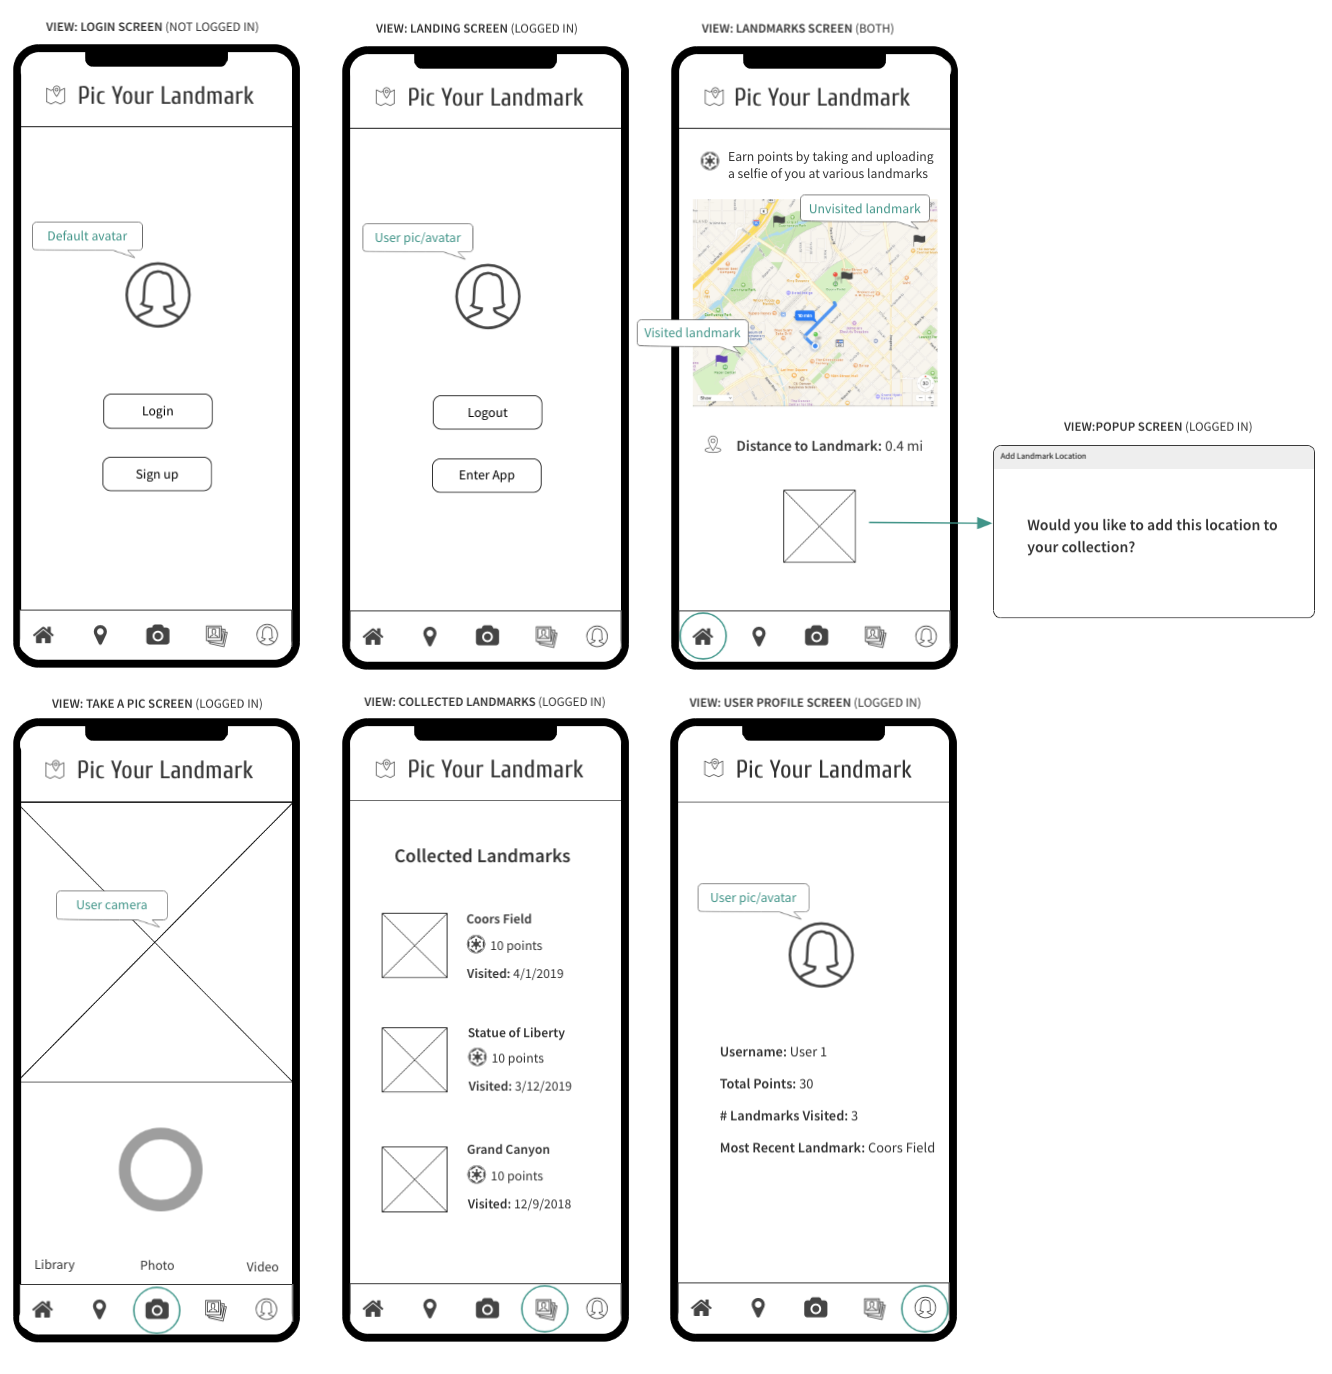 VIEW: LOGIN SCREEN (NOT LOGGED IN)
Pic Your Landmark
Default avatar
Login
Sign up
VIEW: LANDING SCREEN (LOGGED IN)
Pic Your Landmark
User pic/avatar
Logout
Enter App
VIEW: LANDMARKS SCREEN (BOTH)
Pic Your Landmark
Earn points by taking and uploading
a selfie of you at various landmarks
Unvisited landmark
Visited landmark
Distance to Landmark: 0.4 mi
VIEW:POPUP SCREEN (LOGGED IN)
Add Landmark Location
Would you like to add this location to
your collection?
VIEW: TAKE A PIC SCREEN (LOGGED IN)
Pic Your Landmark
User camera
Library
Photo
Video
VIEW: COLLECTED LANDMARKS (LOGGED IN)
Pic Your Landmark
Collected Landmarks
Coors Field
10 points
Visited: 4/1/2019
Statue of Liberty
10 points
Visited: 3/12/2019
Grand Canyon
10 points
Visited: 12/9/2018
VIEW: USER PROFILE SCREEN (LOGGED IN)
Pic Your Landmark
User pic/avatar
Username: User 1
Total Points: 30
# Landmarks Visited: 3
Most Recent Landmark: Coors Field